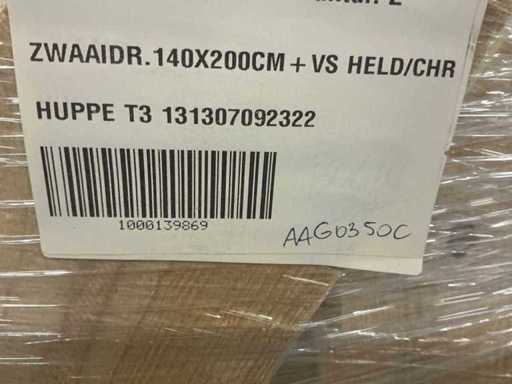 ZWAAIDR.140X200CM + VS HELD/CHR
HUPPE T3 131307092322
1000139869
AAG0350C